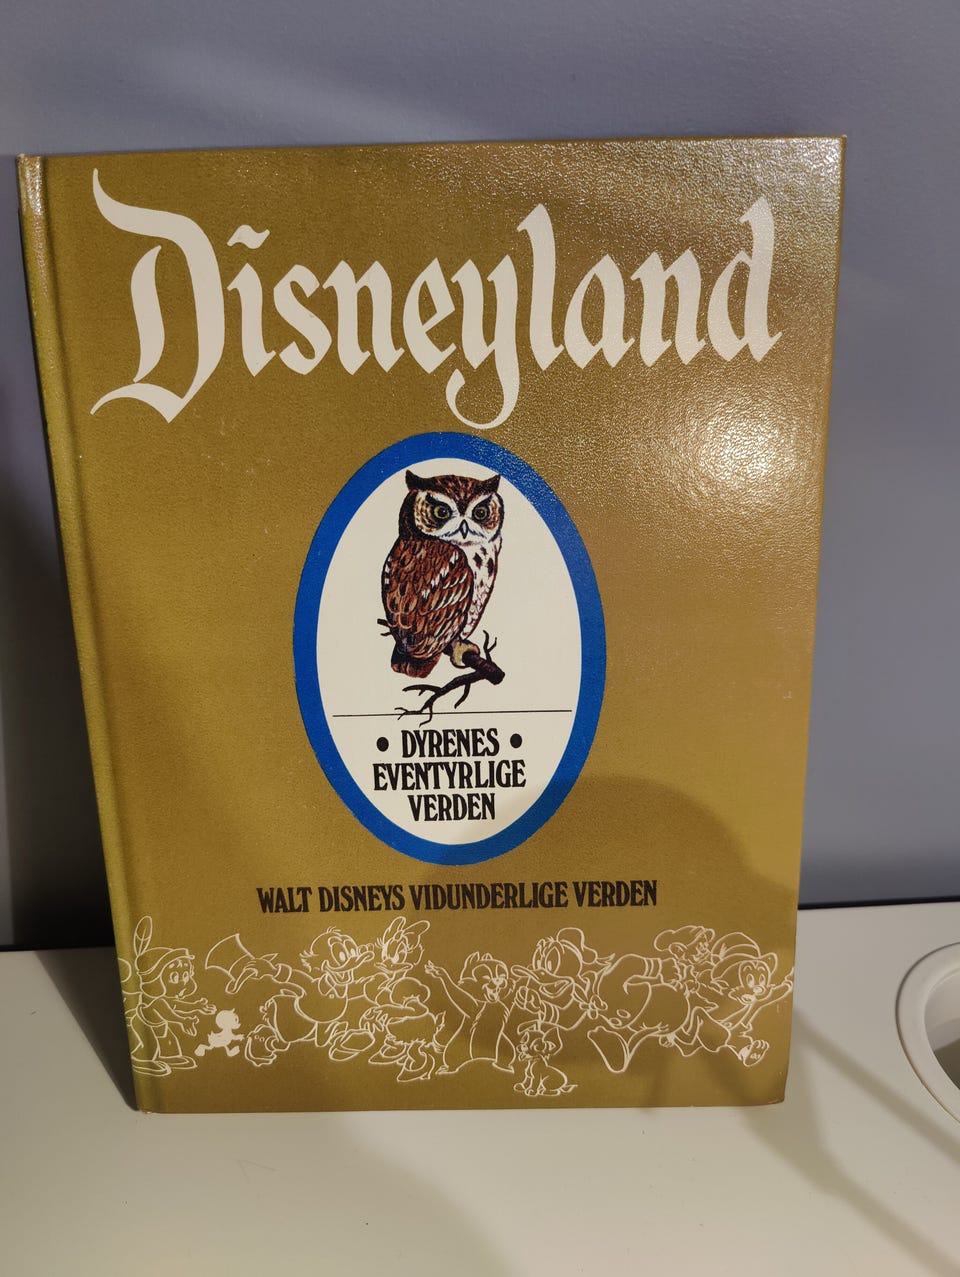 Disneyland
• DYRENES •
EVENTYRLIGE
VERDEN
WALT DISNEYS VIDUNDERLIGE VERDEN